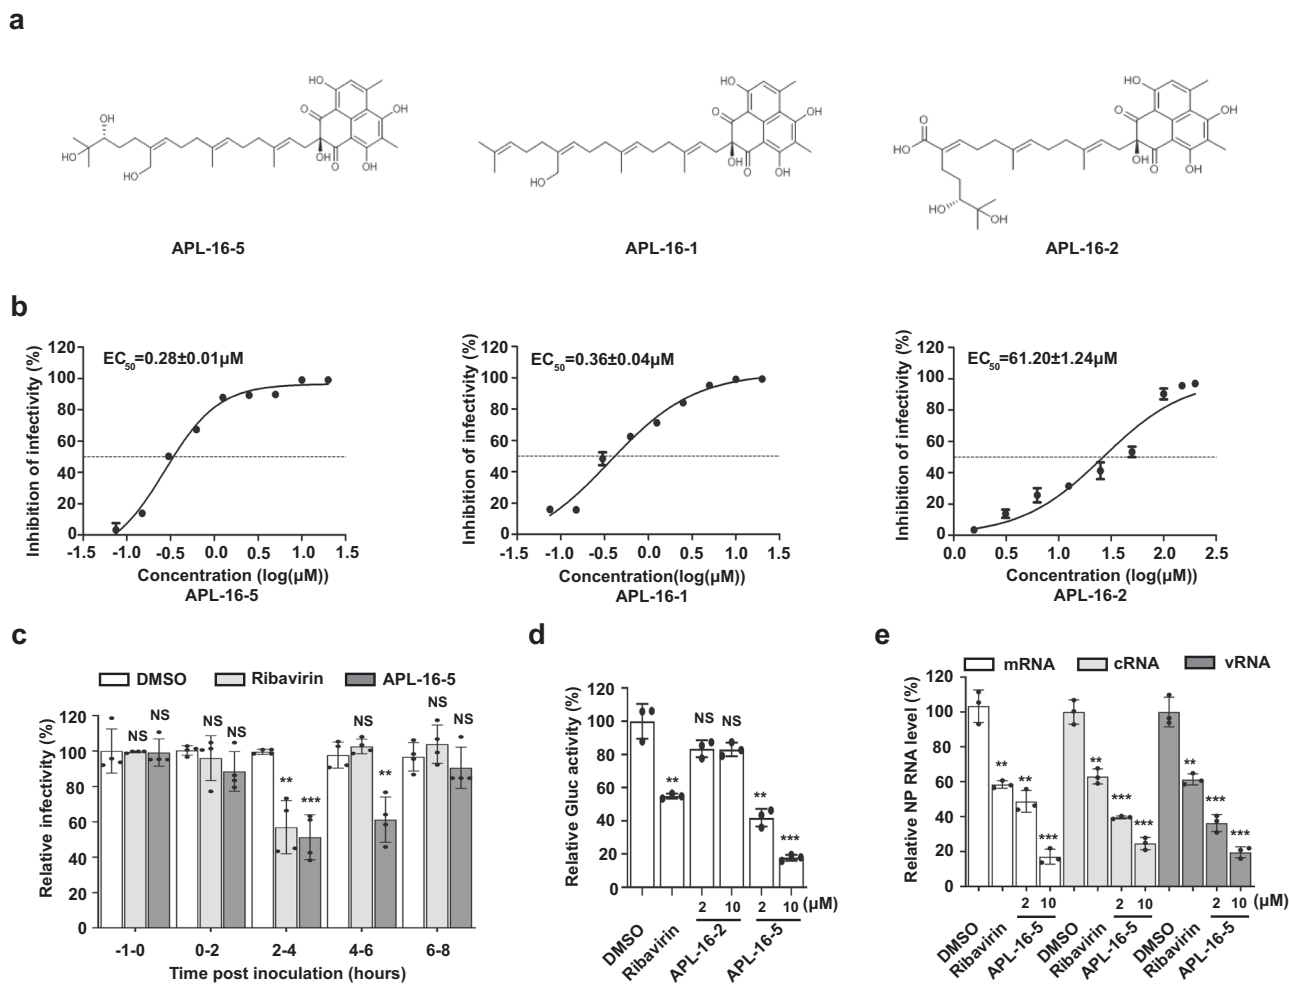 a
HO OH O OH HO OH HO O OH
HO OH O HO OH O OH
HO OH O O HO OH O OH HO OH
APL-16-5 APL-16-1 APL-16-2
b
Inhibition of infectivity (%)
120 100 80 60 40 20 0
EC50=0.28±0.01μM
-1.5 -1.0 -0.5 0.0 0.5 1.0 1.5
Concentration (log(μM))
APL-16-5
Inhibition of infectivity (%)
120 100 80 60 40 20 0
EC50=0.36±0.04μM
-1.5 -1.0 -0.5 0.0 0.5 1.0 1.5
Concentration(log(μM))
APL-16-1
Inhibition of infectivity (%)
120 100 80 60 40 20 0
EC50=61.20±1.24μM
0.0 0.5 1.0 1.5 2.0 2.5
Concentration (log(μM))
APL-16-2
c
DMSO Ribavirin APL-16-5
Relative infectivity (%)
120 100 80 60 40 20 0
NS NS NS NS ** *** NS ** NS NS
-1-0 0-2 2-4 4-6 6-8
Time post inoculation (hours)
d
Relative Gluc activity (%)
120 100 80 60 40 20 0
** NS NS ** ***
2 10 2 10 (μM)
DMSO Ribavirin APL-16-2 APL-16-5
e
mRNA cRNA vRNA
Relative NP RNA level (%)
120 100 80 60 40 20 0
** ** *** ** *** *** ** *** ***
2 10 2 10 2 10 (μM)
DMSO Ribavirin APL-16-5 DMSO Ribavirin APL-16-5 DMSO Ribavirin APL-16-5